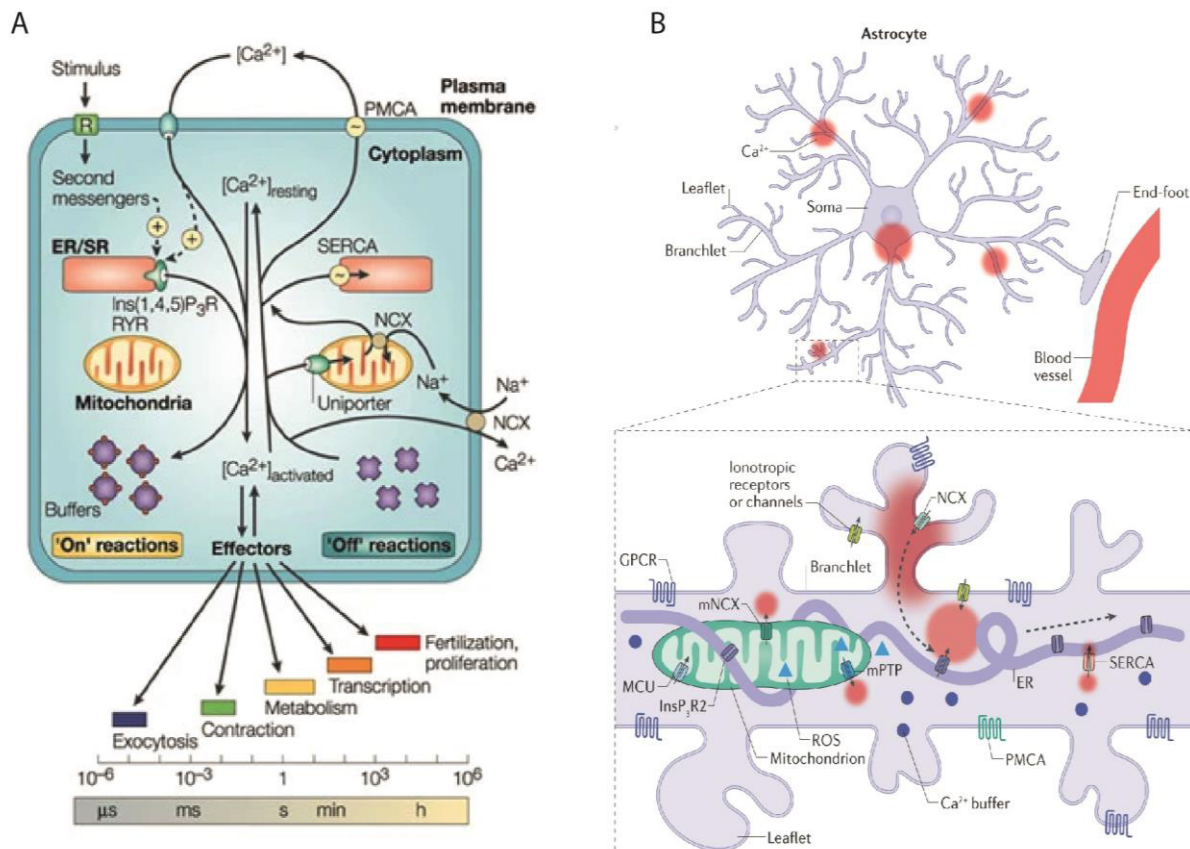 A
Stimulus
R
Second
messengers
+
+
[Ca²⁺]
PMCA
~
Plasma
membrane
Cytoplasm
[Ca²⁺]resting
ER/SR
Ins(1,4,5)P₃R
RYR
SERCA
~
Mitochondria
NCX
Na⁺
Uniporter
Na⁺
NCX
Ca²⁺
[Ca²⁺]activated
Buffers
'On' reactions
Effectors
'Off' reactions
Fertilization,
proliferation
Transcription
Metabolism
Contraction
Exocytosis
10⁻⁶ 10⁻³ 1 10³ 10⁶
µs ms s min h
B
Astrocyte
Ca²⁺
Leaflet
Branchlet
Soma
End-foot
Blood
vessel
Ionotropic
receptors
or channels
NCX
GPCR
Branchlet
mNCX
MCU
InsP₃R2
mPTP
ROS
Mitochondrion
ER
SERCA
PMCA
Ca²⁺ buffer
Leaflet